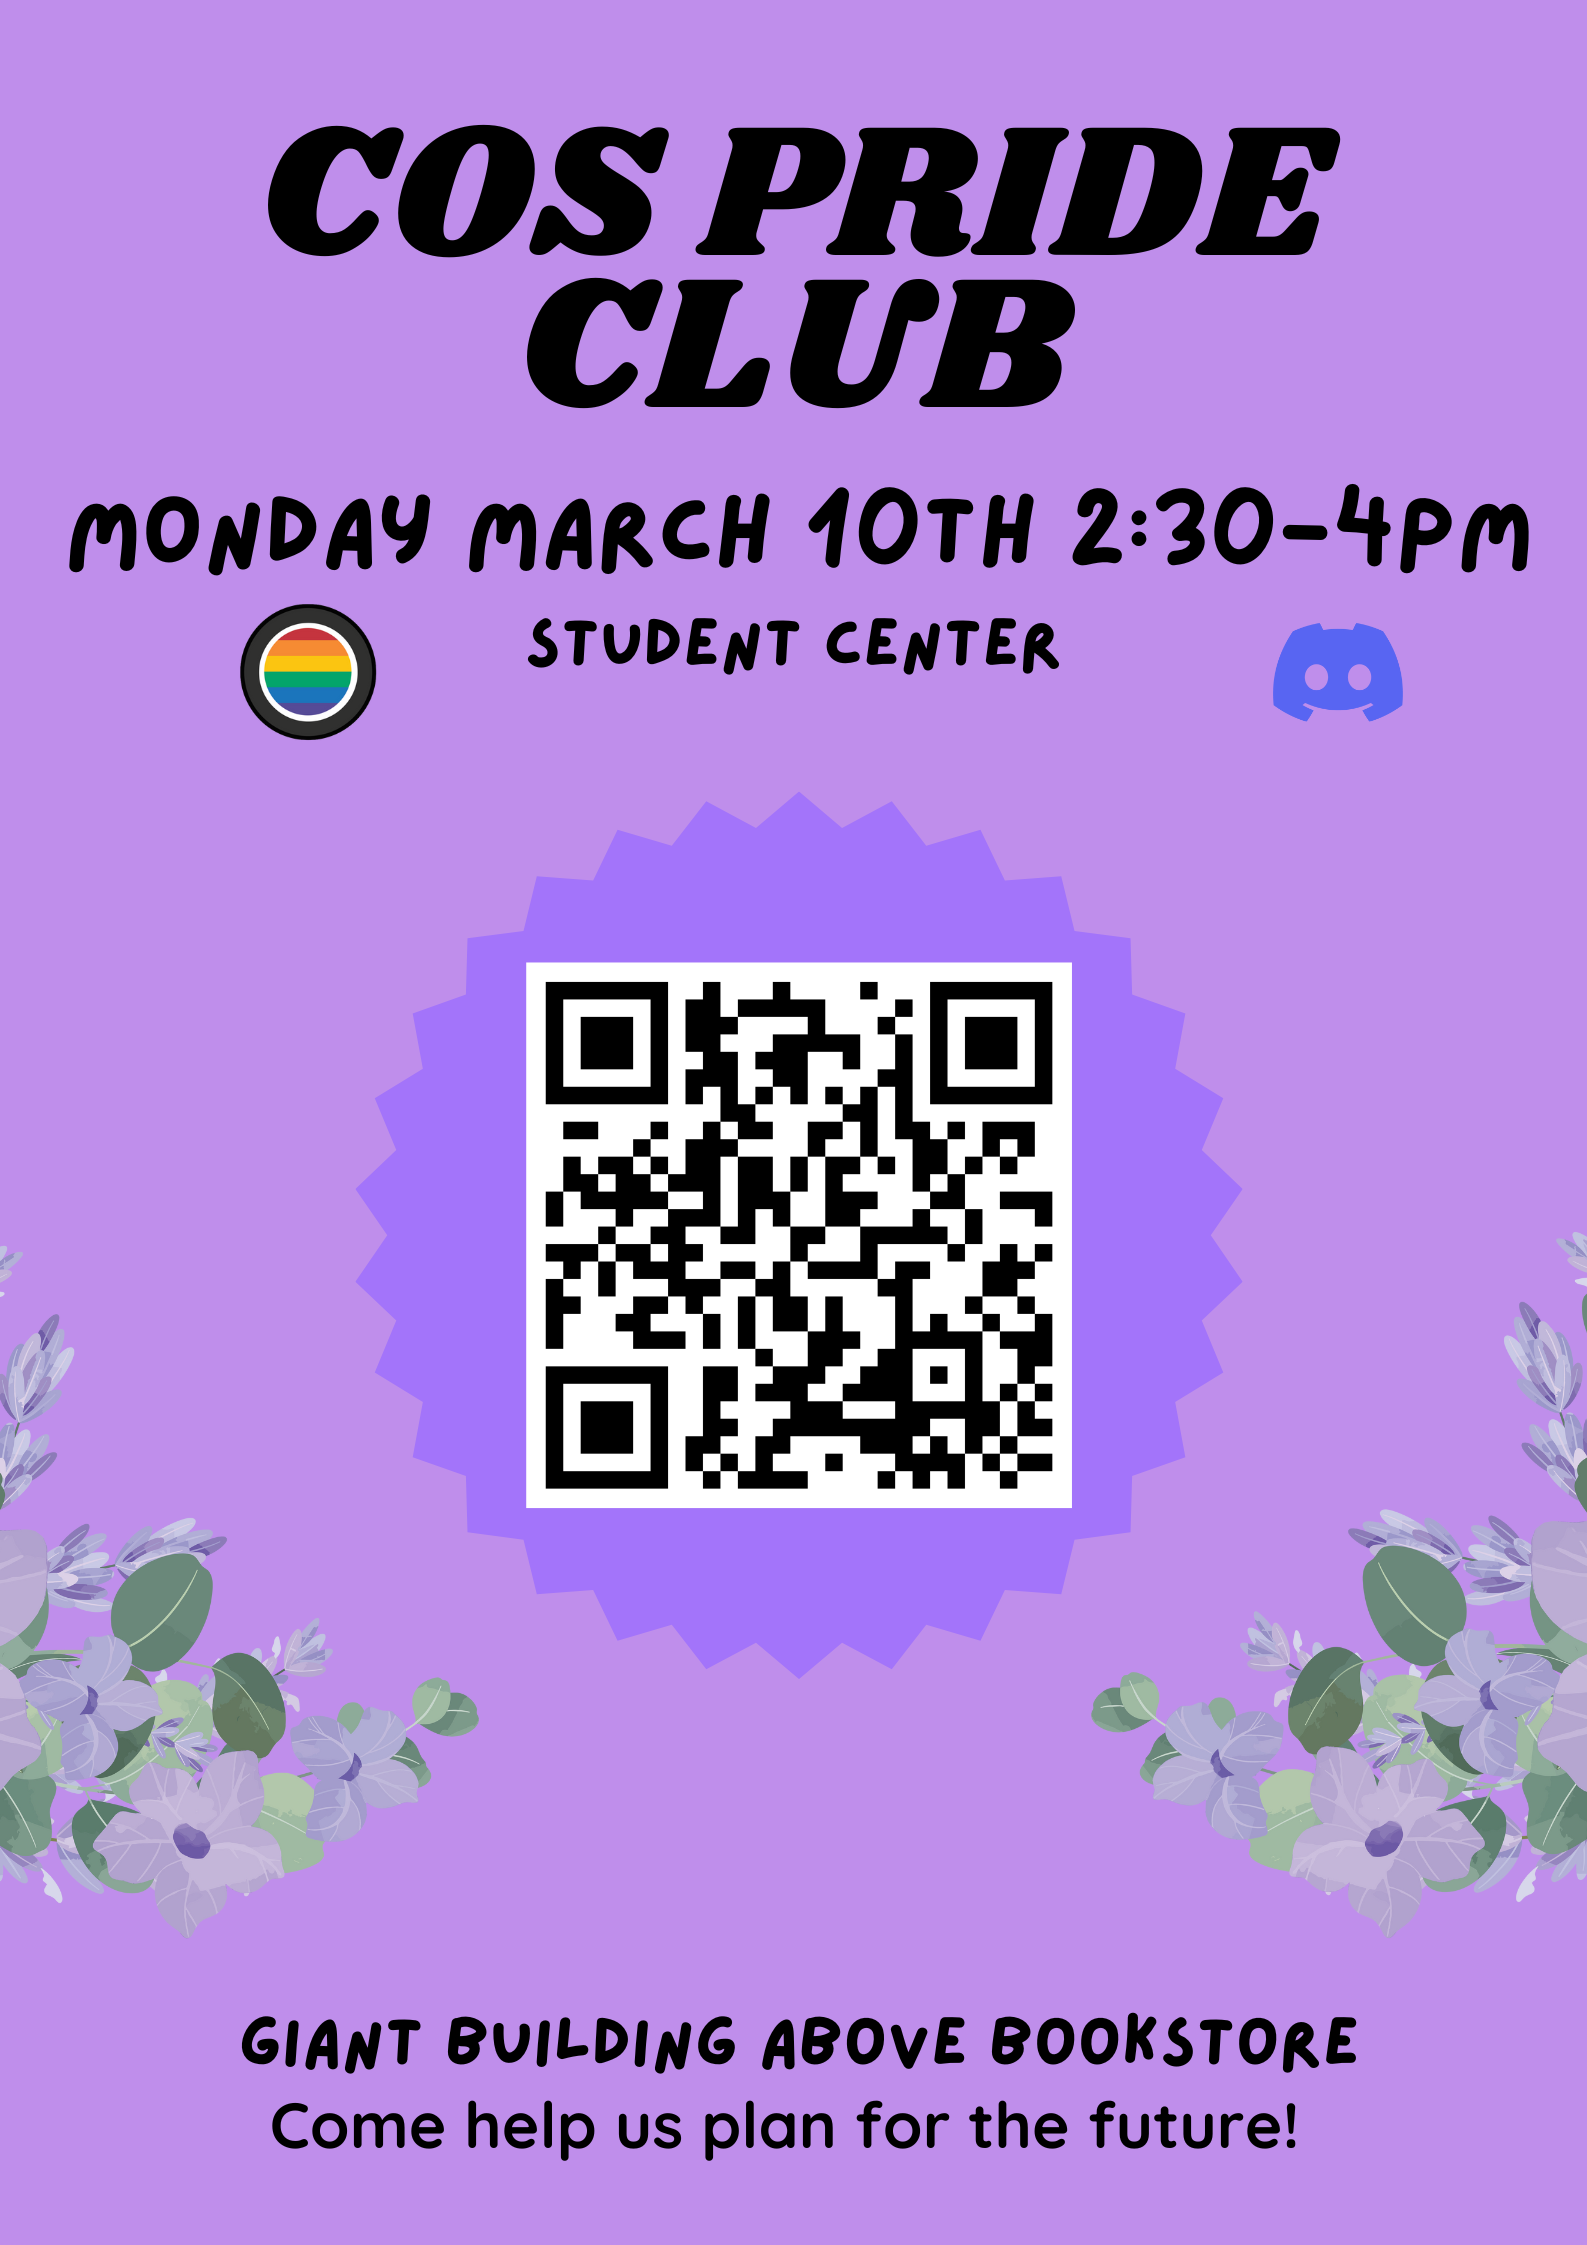 COS PRIDE
CLUB
MONDAY MARCH 10TH 2:30-4PM
STUDENT CENTER
GIANT BUILDING ABOVE BOOKSTORE
Come help us plan for the future!